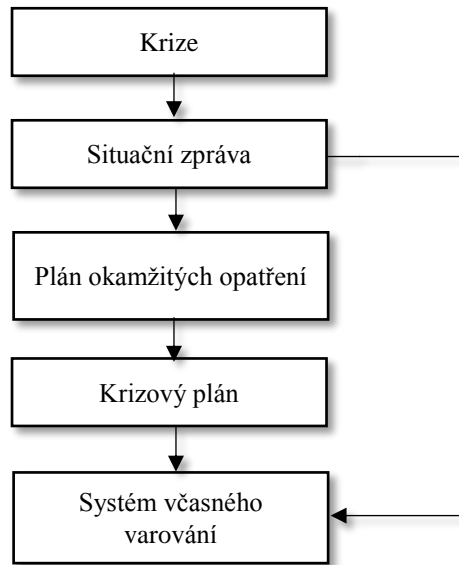 Krize
Situační zpráva
Plán okamžitých opatření
Krizový plán
Systém včasného
varování